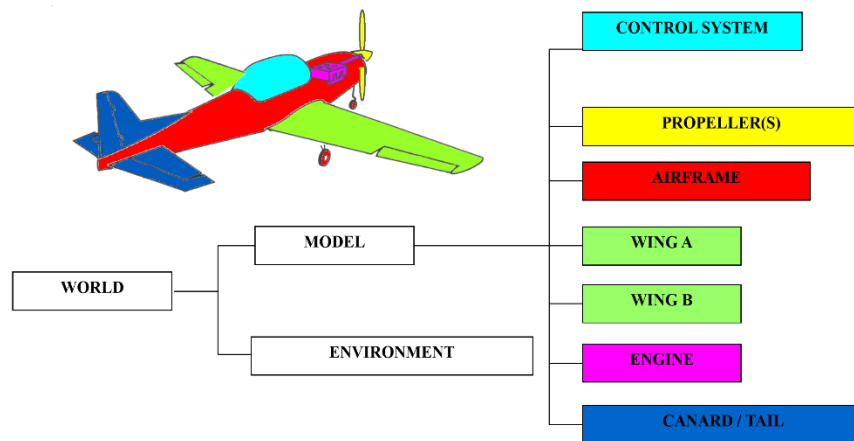 CONTROL SYSTEM
PROPELLER(S)
AIRFRAME
MODEL
WING A
WORLD
WING B
ENVIRONMENT
ENGINE
CANARD / TAIL